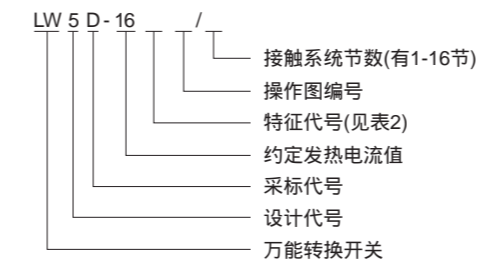 LW 5 D - 16 /
接触系统节数(有1-16节)
操作图编号
特征代号(见表2)
约定发热电流值
采标代号
设计代号
万能转换开关